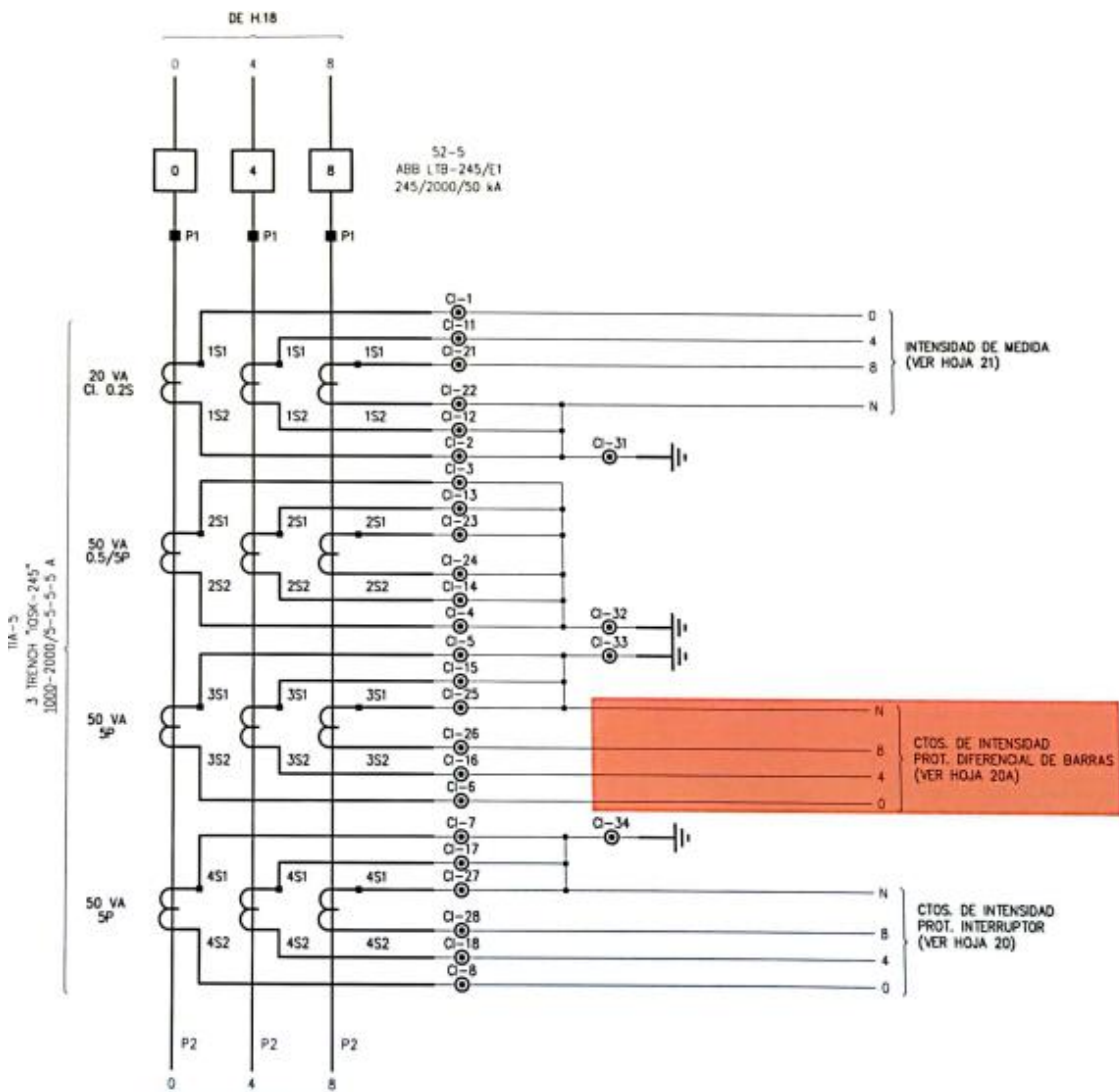 DE H.18
0 4 8
0 4 8
52-5
ABB LTB-245/E1
245/2000/50 kA
P1 P1 P1
CI-1
0
CI-11
4
1S1 1S1 1S1
CI-21
8
INTENSIDAD DE MEDIDA
(VER HOJA 21)
20 VA
Cl. 0.2S
CI-22
N
1S2 1S2 1S2
CI-12
CI-2
CI-31
CI-3
CI-13
2S1 2S1 2S1
CI-23
50 VA
0.5/5P
CI-24
2S2 2S2 2S2
CI-14
CI-4
CI-32
TIA-5
3 TRENCH "IOSK-245"
1000-2000/5-5-5-5 A
CI-5
CI-33
CI-15
3S1 3S1 3S1
CI-25
N
50 VA
5P
CI-26
8
3S2 3S2 3S2
CI-16
4
CI-6
0
CTOS. DE INTENSIDAD
PROT. DIFERENCIAL DE BARRAS
(VER HOJA 20A)
CI-7
CI-34
CI-17
4S1 4S1 4S1
CI-27
N
50 VA
5P
CI-28
8
4S2 4S2 4S2
CI-18
4
CI-8
0
CTOS. DE INTENSIDAD
PROT. INTERRUPTOR
(VER HOJA 20)
P2 P2 P2
0 4 8